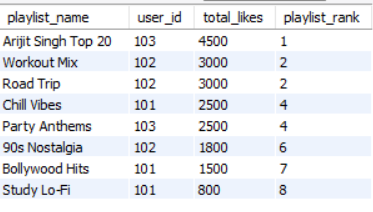 playlist_name user_id total_likes playlist_rank
Arijit Singh Top 20 103 4500 1
Workout Mix 102 3000 2
Road Trip 102 3000 2
Chill Vibes 101 2500 4
Party Anthems 103 2500 4
90s Nostalgia 102 1800 6
Bollywood Hits 101 1500 7
Study Lo-Fi 101 800 8